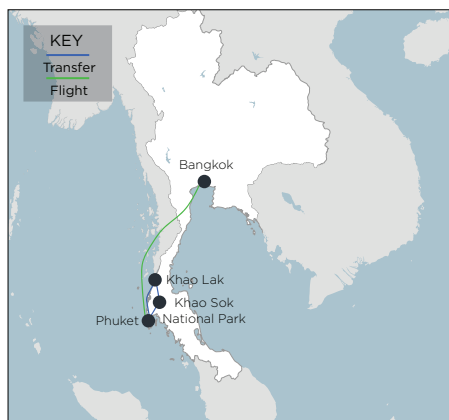 KEY
Transfer
Flight
Bangkok
Khao Lak
Khao Sok
National Park
Phuket